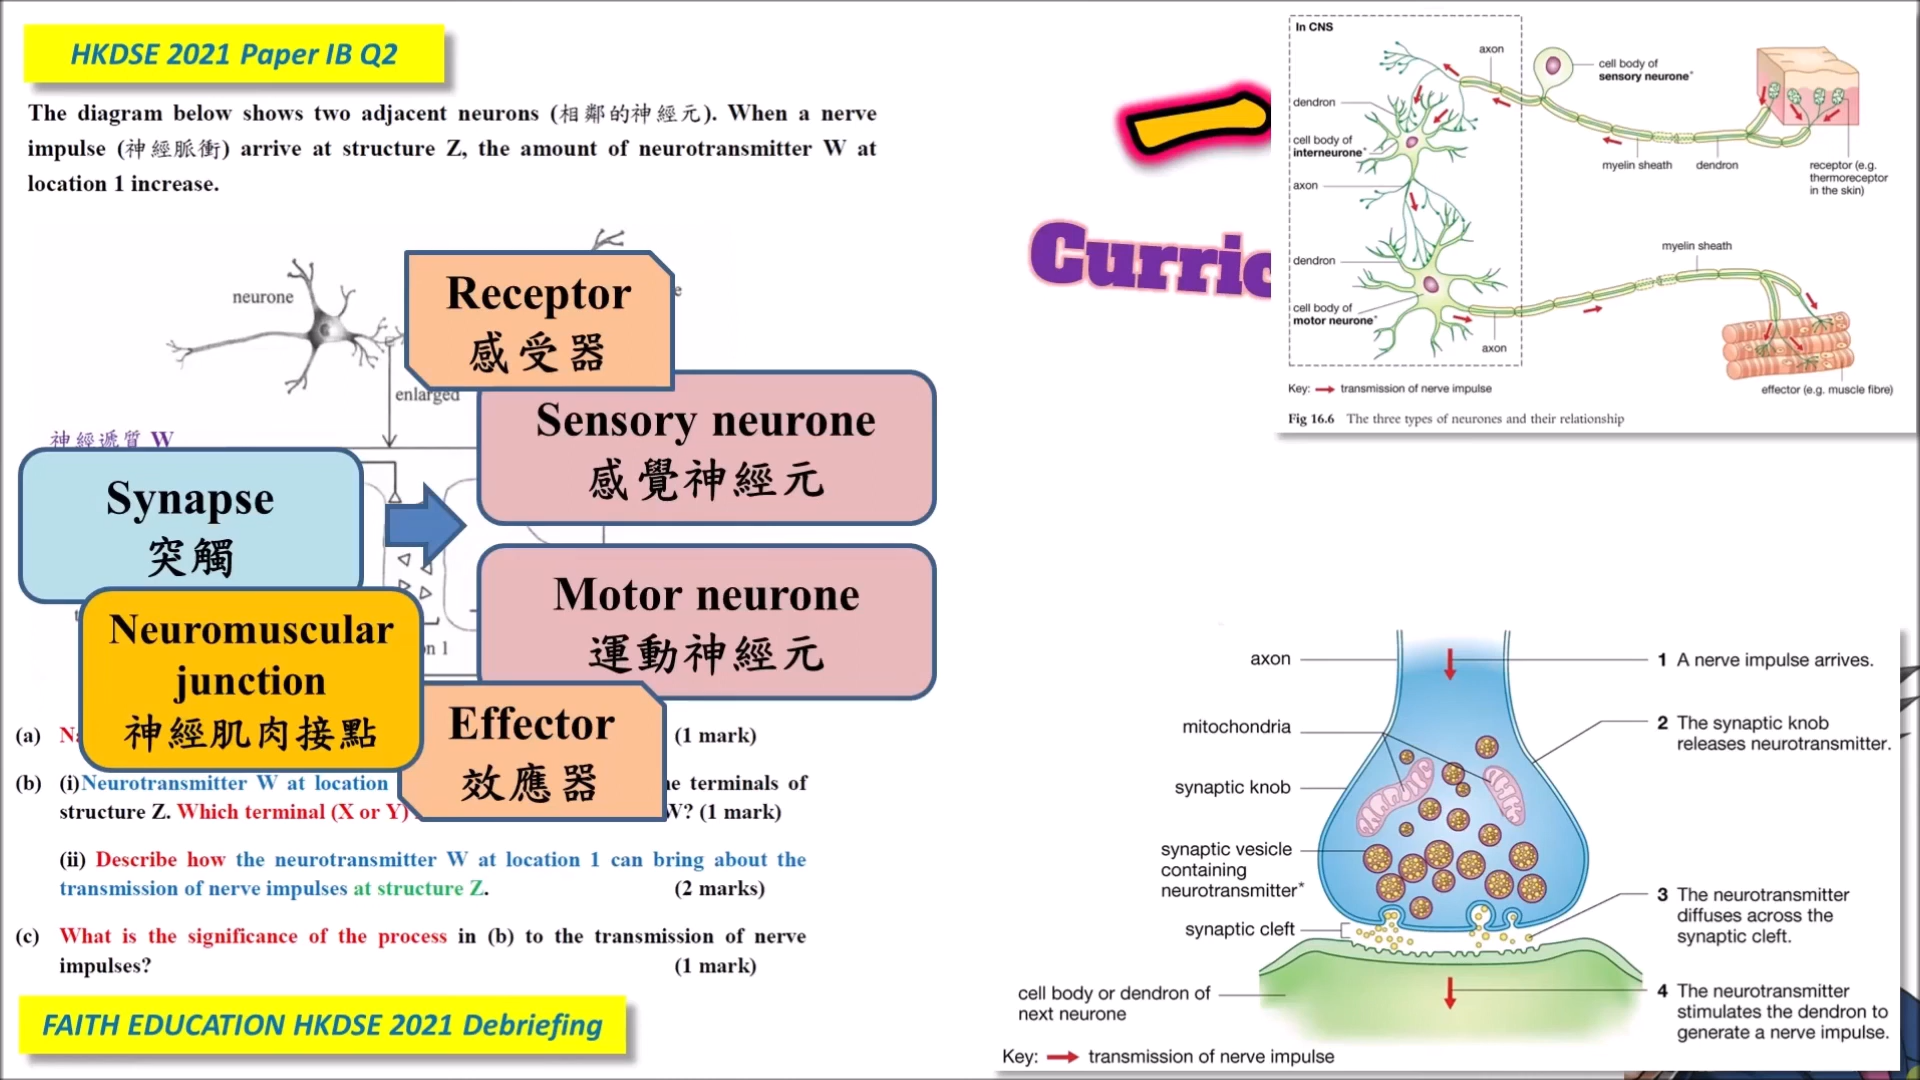 HKDSE 2021 Paper IB Q2
The diagram below shows two adjacent neurons (相鄰的神經元). When a nerve
impulse (神經脈衝) arrive at structure Z, the amount of neurotransmitter W at
location 1 increase.
neurone
enlarged
神經遞質 W
Receptor
感受器
Sensory neurone
感覺神經元
Synapse
突觸
Motor neurone
運動神經元
Neuromuscular
junction
神經肌肉接點
Effector
效應器
(a)
(1 mark)
(b) (i)Neurotransmitter W at location
terminals of
structure Z. Which terminal (X or Y)
W? (1 mark)
(ii) Describe how the neurotransmitter W at location 1 can bring about the
transmission of nerve impulses at structure Z. (2 marks)
(c) What is the significance of the process in (b) to the transmission of nerve
impulses? (1 mark)
FAITH EDUCATION HKDSE 2021 Debriefing
Curric
In CNS
axon
cell body of
sensory neurone*
dendron
cell body of
interneurone*
axon
myelin sheath
dendron
receptor (e.g.
thermoreceptor
in the skin)
dendron
myelin sheath
cell body of
motor neurone*
axon
effector (e.g. muscle fibre)
Key: transmission of nerve impulse
Fig 16.6 The three types of neurones and their relationship
axon
1 A nerve impulse arrives.
mitochondria
2 The synaptic knob
releases neurotransmitter.
synaptic knob
synaptic vesicle
containing
neurotransmitter*
3 The neurotransmitter
diffuses across the
synaptic cleft.
synaptic cleft
cell body or dendron of
next neurone
4 The neurotransmitter
stimulates the dendron to
generate a nerve impulse.
Key: transmission of nerve impulse